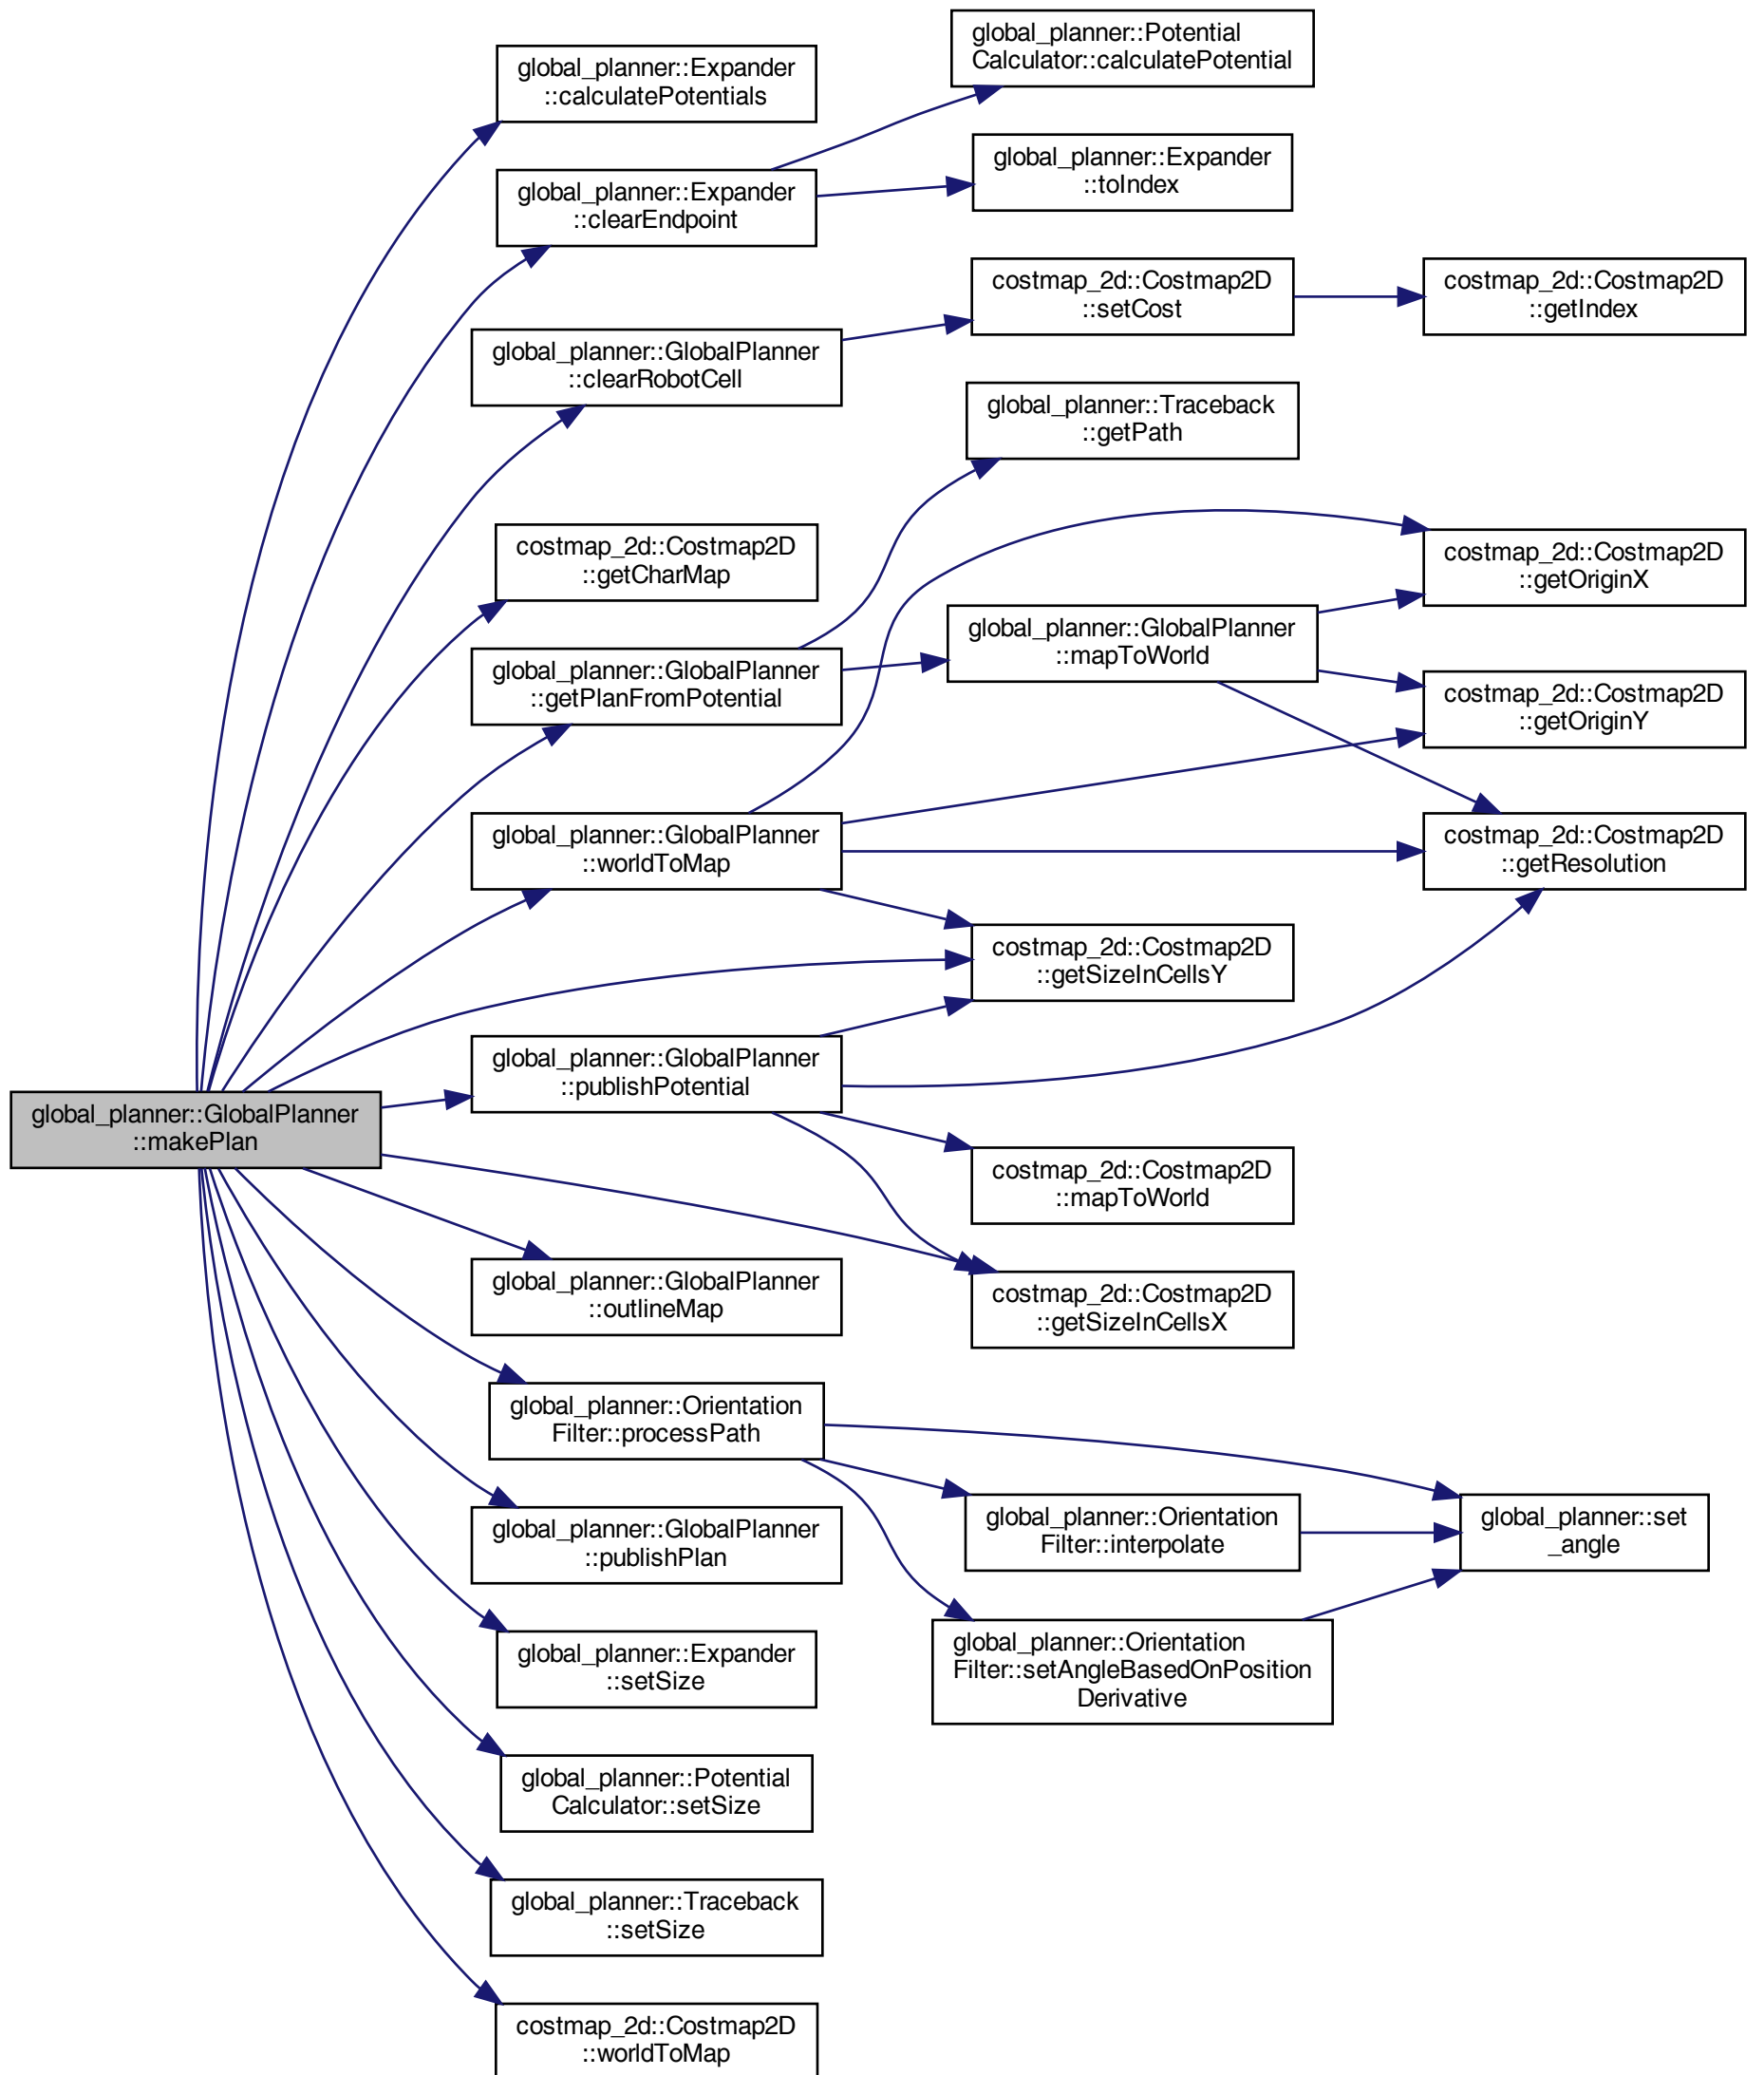 global_planner::Potential
Calculator::calculatePotential
global_planner::Expander
::calculatePotentials
global_planner::Expander
::toIndex
global_planner::Expander
::clearEndpoint
costmap_2d::Costmap2D
::setCost
costmap_2d::Costmap2D
::getIndex
global_planner::GlobalPlanner
::clearRobotCell
global_planner::Traceback
::getPath
costmap_2d::Costmap2D
::getCharMap
costmap_2d::Costmap2D
::getOriginX
global_planner::GlobalPlanner
::mapToWorld
global_planner::GlobalPlanner
::getPlanFromPotential
costmap_2d::Costmap2D
::getOriginY
global_planner::GlobalPlanner
::worldToMap
costmap_2d::Costmap2D
::getResolution
costmap_2d::Costmap2D
::getSizeInCellsY
global_planner::GlobalPlanner
::publishPotential
global_planner::GlobalPlanner
::makePlan
costmap_2d::Costmap2D
::mapToWorld
global_planner::GlobalPlanner
::outlineMap
costmap_2d::Costmap2D
::getSizeInCellsX
global_planner::Orientation
Filter::processPath
global_planner::GlobalPlanner
::publishPlan
global_planner::Orientation
Filter::interpolate
global_planner::set
_angle
global_planner::Expander
::setSize
global_planner::Orientation
Filter::setAngleBasedOnPosition
Derivative
global_planner::Potential
Calculator::setSize
global_planner::Traceback
::setSize
costmap_2d::Costmap2D
::worldToMap